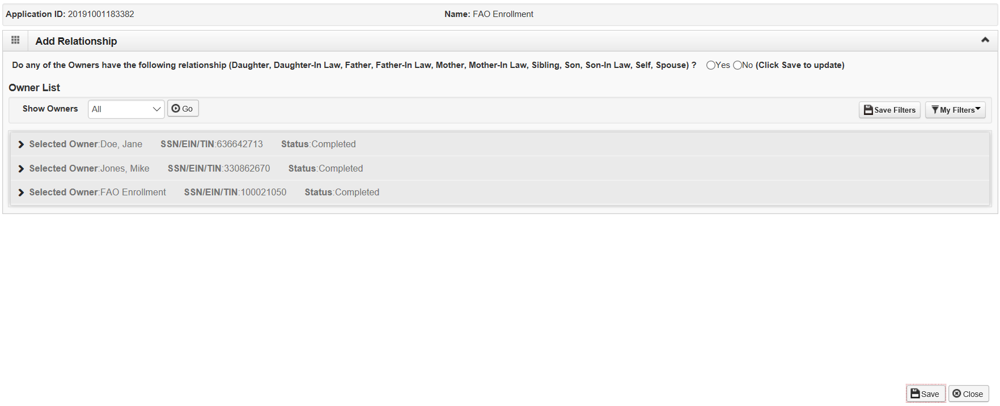 Application ID: 20191001183382 Name: FAO Enrollment
Add Relationship
Do any of the Owners have the following relationship (Daughter, Daughter-In Law, Father, Father-In Law, Mother, Mother-In Law, Sibling, Son, Son-In Law, Self, Spouse) ? Yes No (Click Save to update)
Owner List
Show Owners All Go Save Filters My Filters
Selected Owner:Doe, Jane SSN/EIN/TIN:636642713 Status:Completed
Selected Owner:Jones, Mike SSN/EIN/TIN:330862670 Status:Completed
Selected Owner:FAO Enrollment SSN/EIN/TIN:100021050 Status:Completed
Save Close